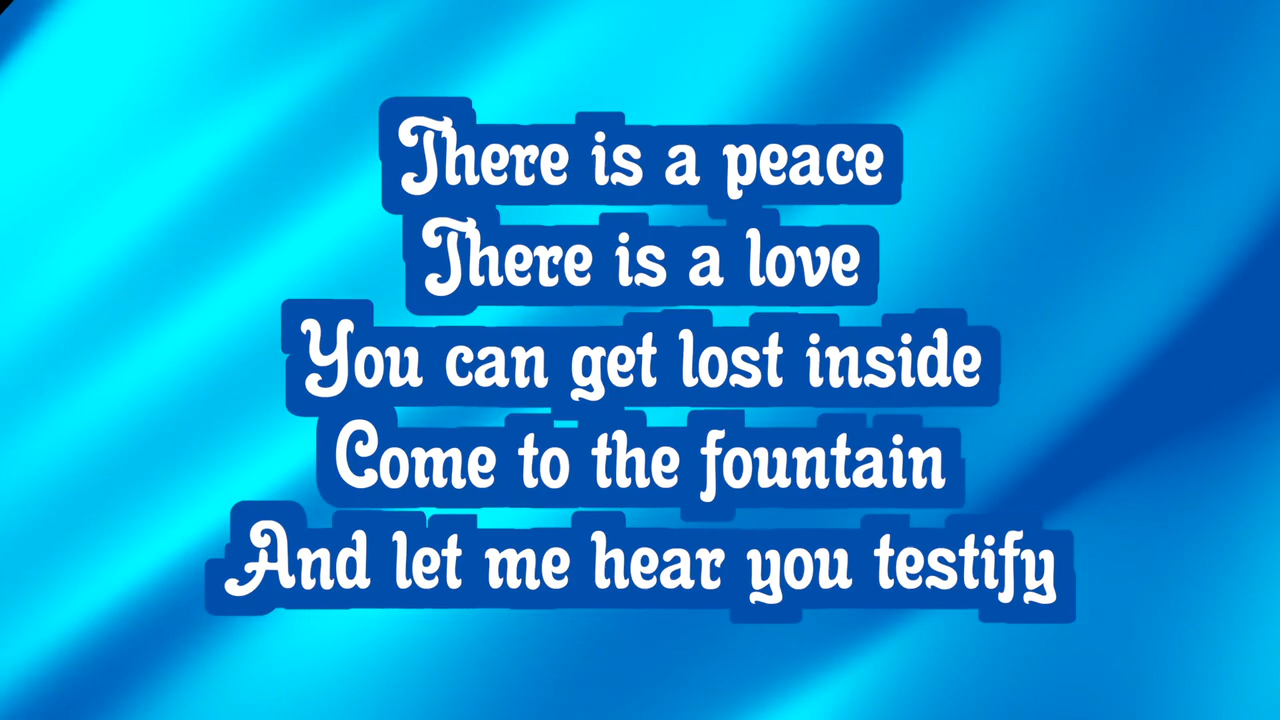 There is a peace
There is a love
You can get lost inside
Come to the fountain
And let me hear you testify